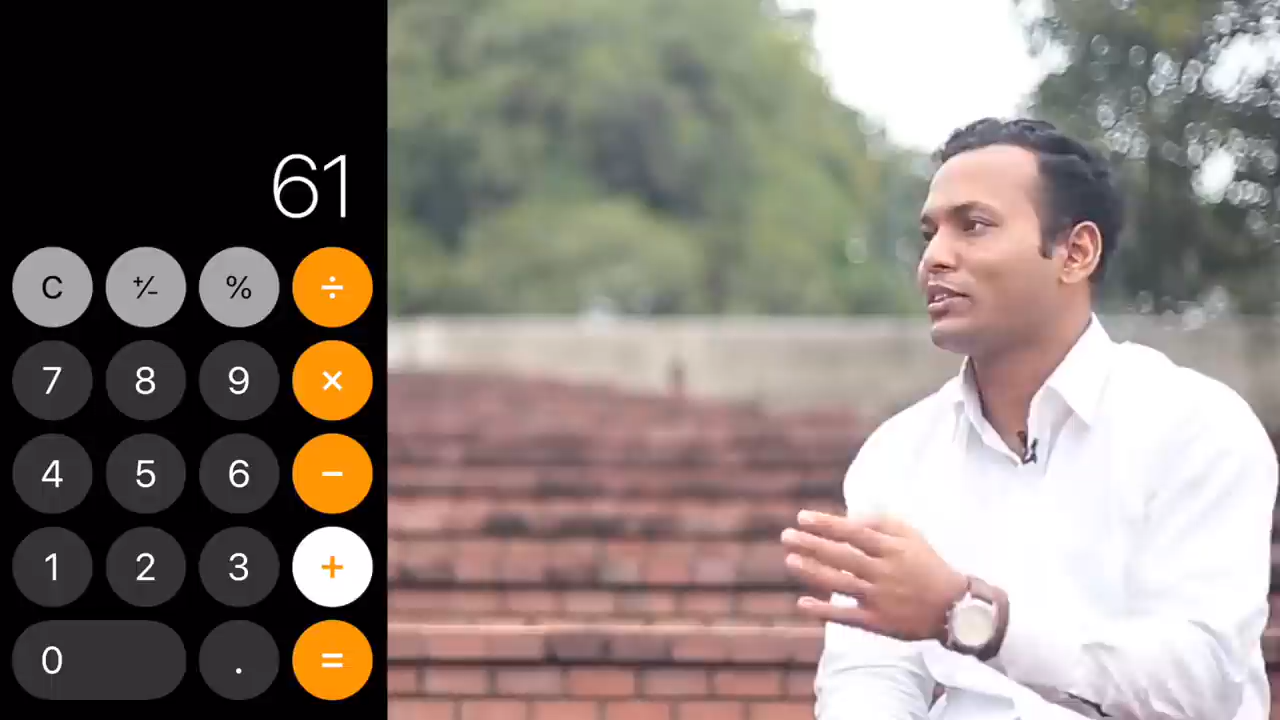 61
C +/− % ÷
7 8 9 ×
4 5 6 −
1 2 3 +
0 . =